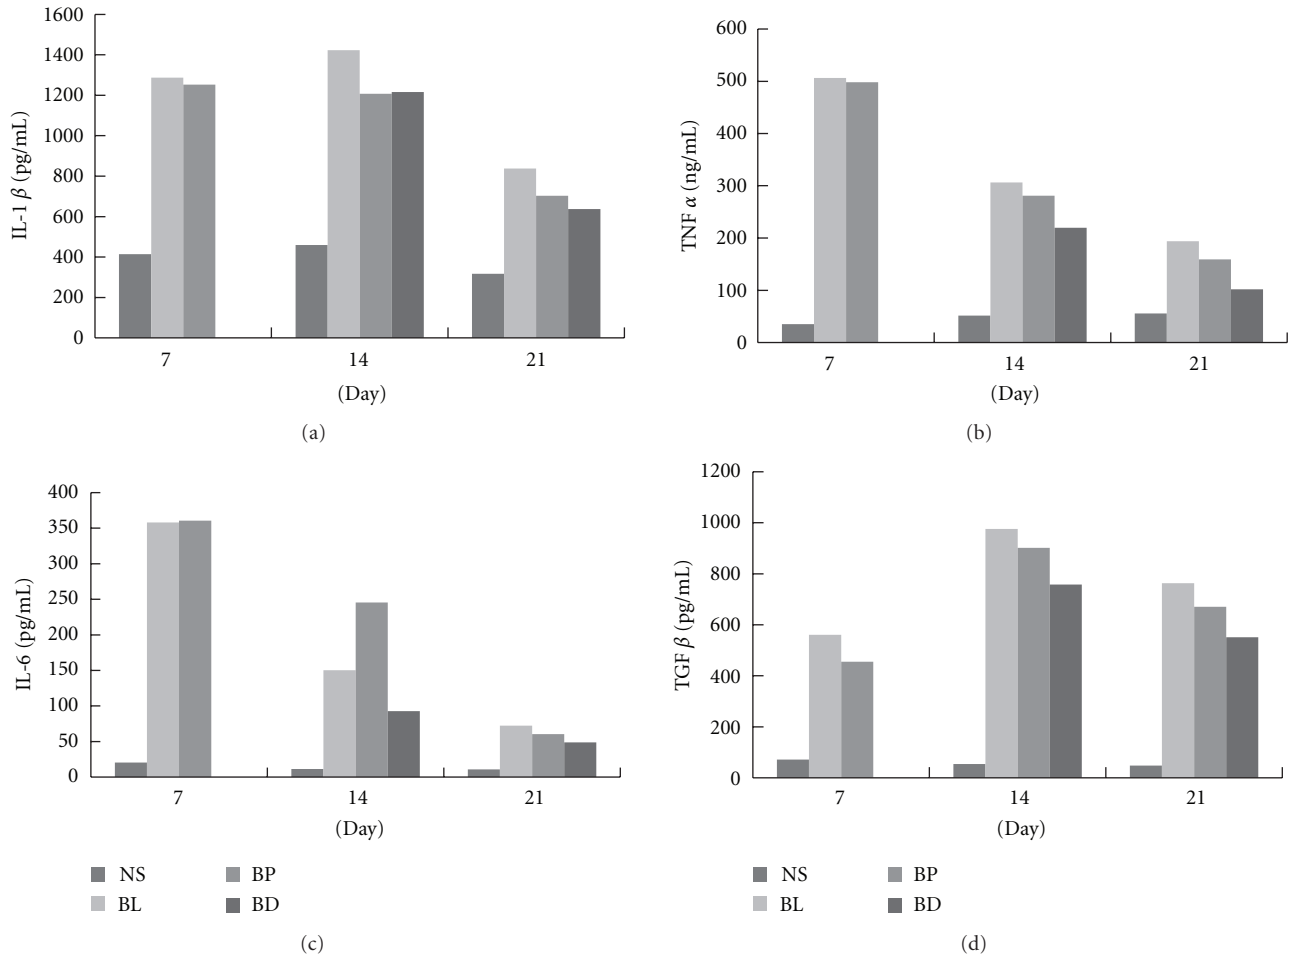 1600
1400
1200
1000
800
600
400
200
0
IL-1 β (pg/mL)
7 14 21
(Day)
(a)
600
500
400
300
200
100
0
TNF α (ng/mL)
7 14 21
(Day)
(b)
400
350
300
250
200
150
100
50
0
IL-6 (pg/mL)
7 14 21
(Day)
NS BP
BL BD
(c)
1200
1000
800
600
400
200
0
TGF β (pg/mL)
7 14 21
(Day)
NS BP
BL BD
(d)